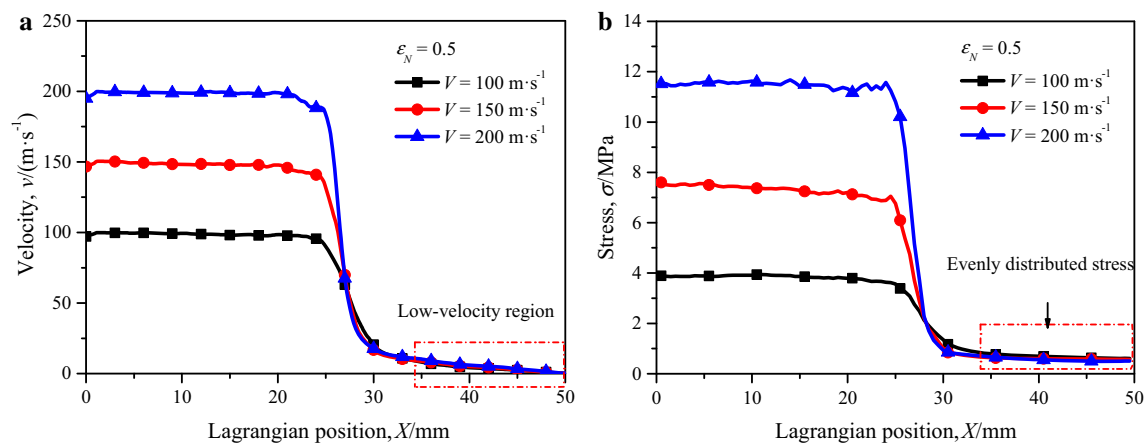 a
250
200
150
100
50
0
Velocity, v/(m·s⁻¹)
ε_N = 0.5
V = 100 m·s⁻¹
V = 150 m·s⁻¹
V = 200 m·s⁻¹
Low-velocity region
0 10 20 30 40 50
Lagrangian position, X/mm
b
14
12
10
8
6
4
2
0
Stress, σ/MPa
ε_N = 0.5
V = 100 m·s⁻¹
V = 150 m·s⁻¹
V = 200 m·s⁻¹
Evenly distributed stress
0 10 20 30 40 50
Lagrangian position, X/mm